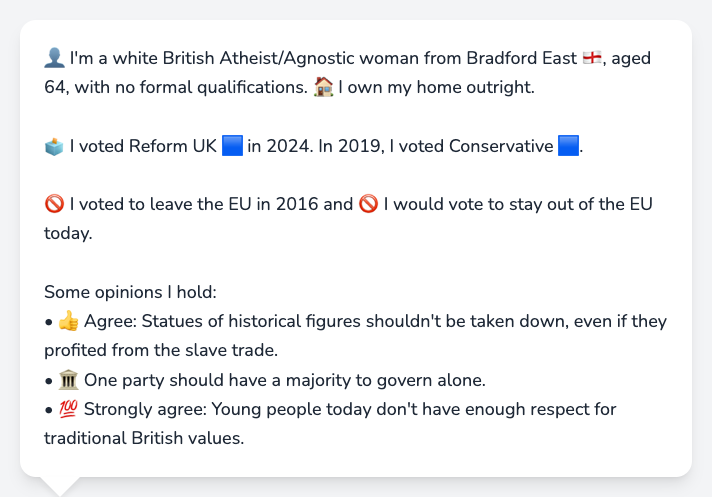 👤 I'm a white British Atheist/Agnostic woman from Bradford East 🏴󠁧󠁢󠁥󠁮󠁧󠁿, aged
64, with no formal qualifications. 🏠 I own my home outright.
🗳️ I voted Reform UK 🟦 in 2024. In 2019, I voted Conservative 🟦.
🚫 I voted to leave the EU in 2016 and 🚫 I would vote to stay out of the EU
today.
Some opinions I hold:
• 👍 Agree: Statues of historical figures shouldn't be taken down, even if they
profited from the slave trade.
• 🏛️ One party should have a majority to govern alone.
• 💯 Strongly agree: Young people today don't have enough respect for
traditional British values.